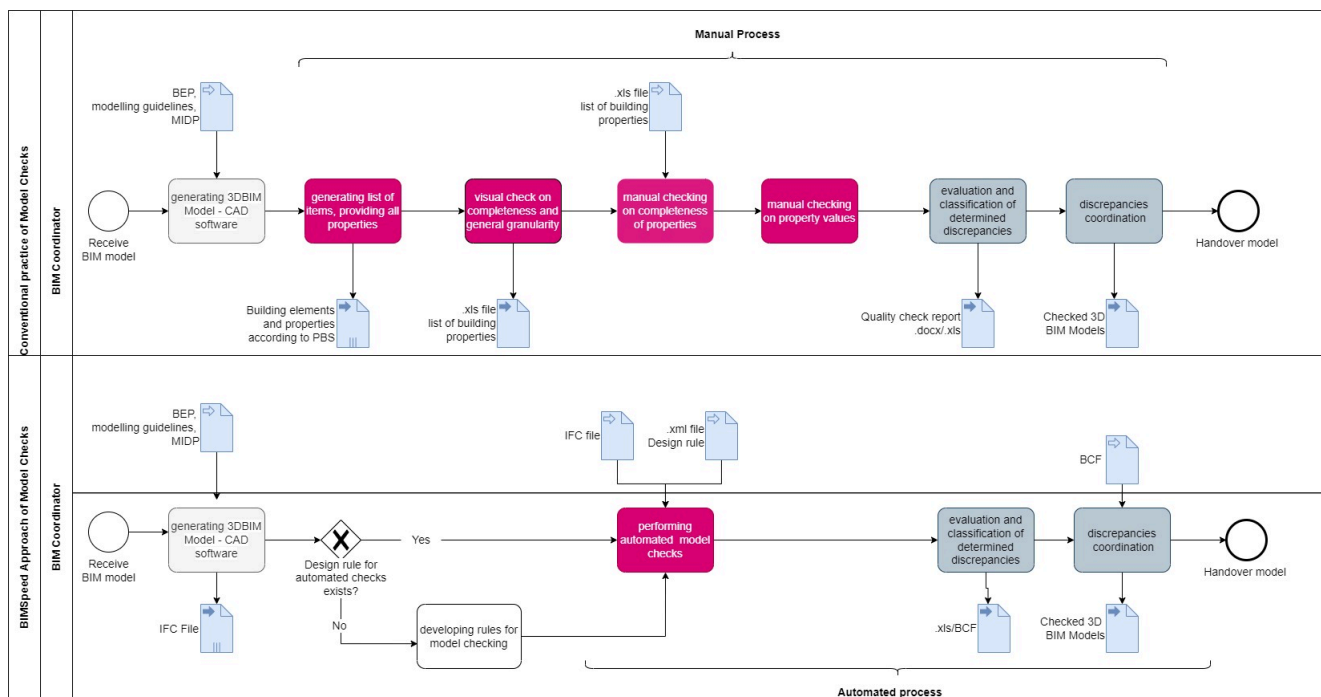 Conventional practice of Model Checks
BIM Coordinator
Manual Process
BEP,
modelling guidelines,
MIDP
.xls file
list of building
properties
Receive
BIM model
generating 3DBIM
Model - CAD
software
generating list of
items, providing all
properties
visual check on
completeness and
general granularity
manual checking
on completeness
of properties
manual checking
on property values
evaluation and
classification of
determined
discrepancies
discrepancies
coordination
Handover model
Building elements
and properties
according to PBS
.xls file
list of building
properties
Quality check report
.docx/.xls
Checked 3D
BIM Models
BIMSpeed Approach of Model Checks
BIM Coordinator
BEP,
modelling guidelines,
MIDP
IFC file
.xml file
Design rule
BCF
Receive
BIM model
generating 3DBIM
Model - CAD
software
Design rule for
automated checks
exists?
Yes
No
developing rules for
model checking
performing
automated model
checks
evaluation and
classification of
determined
discrepancies
discrepancies
coordination
Handover model
IFC File
.xls/BCF
Checked 3D
BIM Models
Automated process